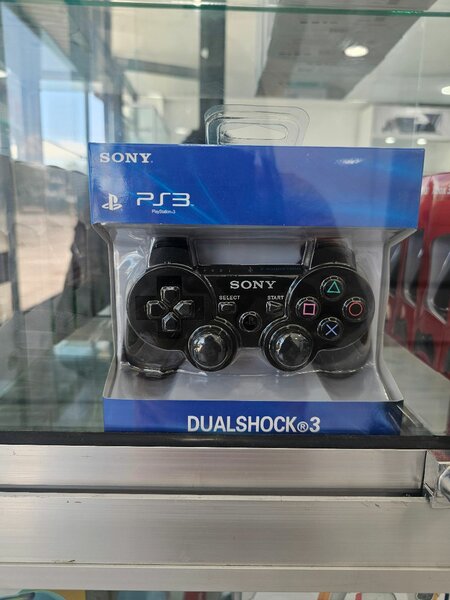 SONY
PS3
PlayStation®3
SONY
SELECT
START
DUALSHOCK®3